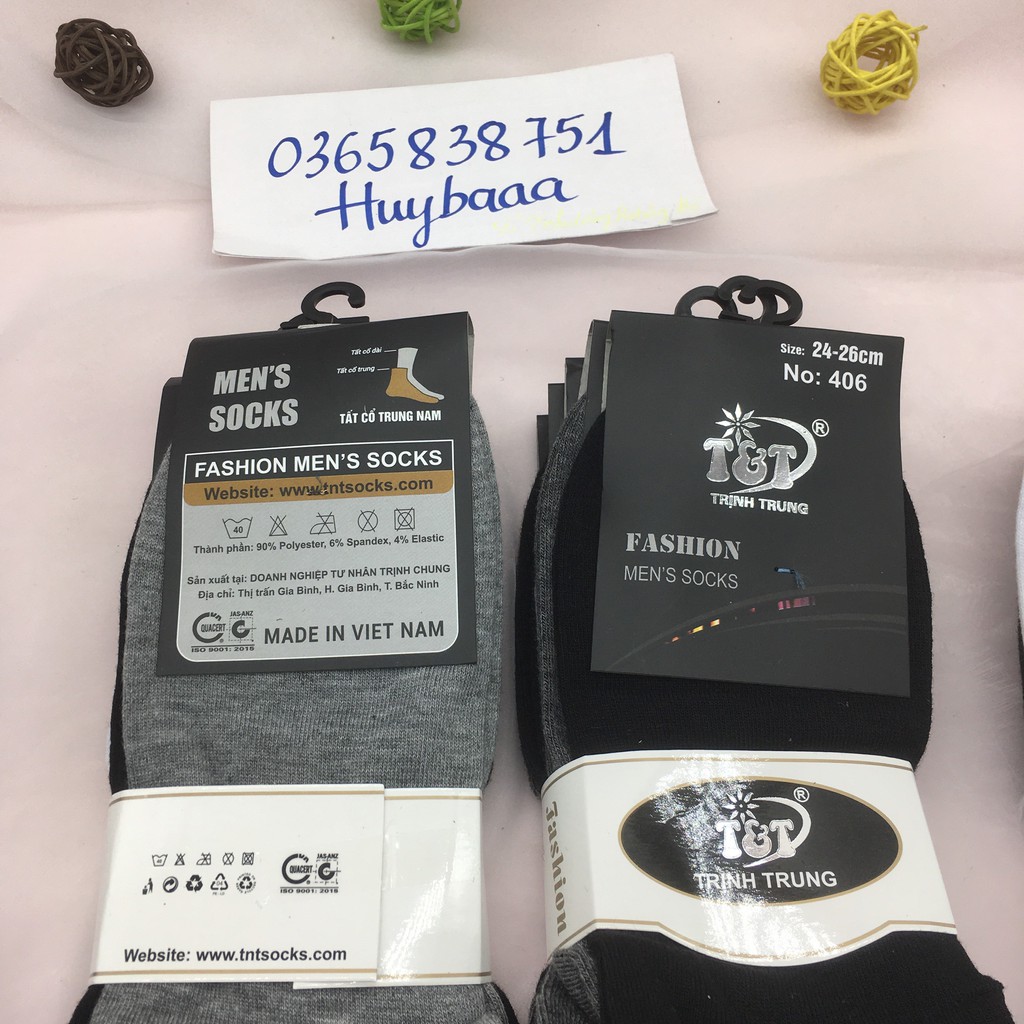 0365838751
Huybaaa
MEN'S
SOCKS
Tất cổ dài
Tất cổ trung
TẤT CỔ TRUNG NAM
FASHION MEN'S SOCKS
Website: www.tntsocks.com
40
Thành phần: 90% Polyester, 6% Spandex, 4% Elastic
Sản xuất tại: DOANH NGHIỆP TƯ NHÂN TRỊNH CHUNG
Địa chỉ: Thị trấn Gia Bình, H. Gia Bình, T. Bắc Ninh
QUACERT
JAS-ANZ
ISO 9001: 2015
MADE IN VIET NAM
QUACERT
JAS-ANZ
ISO 9001: 2015
Website: www.tntsocks.com
Size: 24-26cm
No: 406
T&T ®
TRỊNH TRUNG
FASHION
MEN'S SOCKS
Fashion
T&T ®
TRỊNH TRUNG